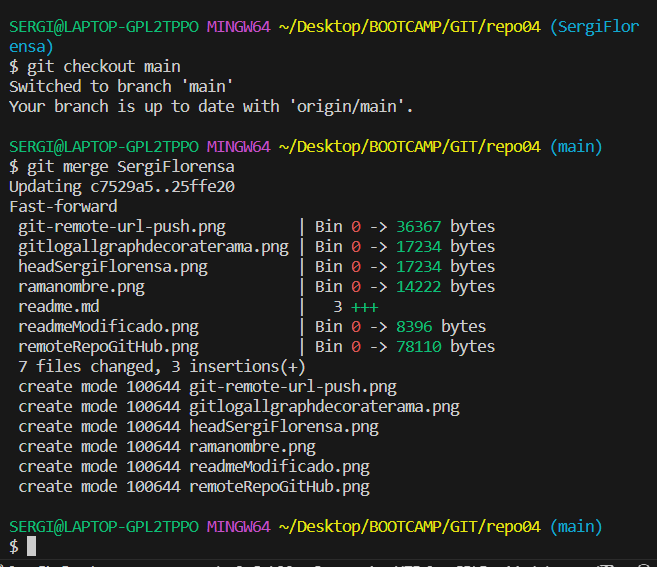 SERGI@LAPTOP-GPL2TPPO MINGW64 ~/Desktop/BOOTCAMP/GIT/repo04 (SergiFlor
ensa)
$ git checkout main
Switched to branch 'main'
Your branch is up to date with 'origin/main'.
SERGI@LAPTOP-GPL2TPPO MINGW64 ~/Desktop/BOOTCAMP/GIT/repo04 (main)
$ git merge SergiFlorensa
Updating c7529a5..25ffe20
Fast-forward
 git-remote-url-push.png        | Bin 0 -> 36367 bytes
 gitlogallgraphdecoraterama.png | Bin 0 -> 17234 bytes
 headSergiFlorensa.png          | Bin 0 -> 17234 bytes
 ramanombre.png                 | Bin 0 -> 14222 bytes
 readme.md                      |   3 +++
 readmeModificado.png           | Bin 0 -> 8396 bytes
 remoteRepoGitHub.png           | Bin 0 -> 78110 bytes
 7 files changed, 3 insertions(+)
 create mode 100644 git-remote-url-push.png
 create mode 100644 gitlogallgraphdecoraterama.png
 create mode 100644 headSergiFlorensa.png
 create mode 100644 ramanombre.png
 create mode 100644 readmeModificado.png
 create mode 100644 remoteRepoGitHub.png
SERGI@LAPTOP-GPL2TPPO MINGW64 ~/Desktop/BOOTCAMP/GIT/repo04 (main)
$